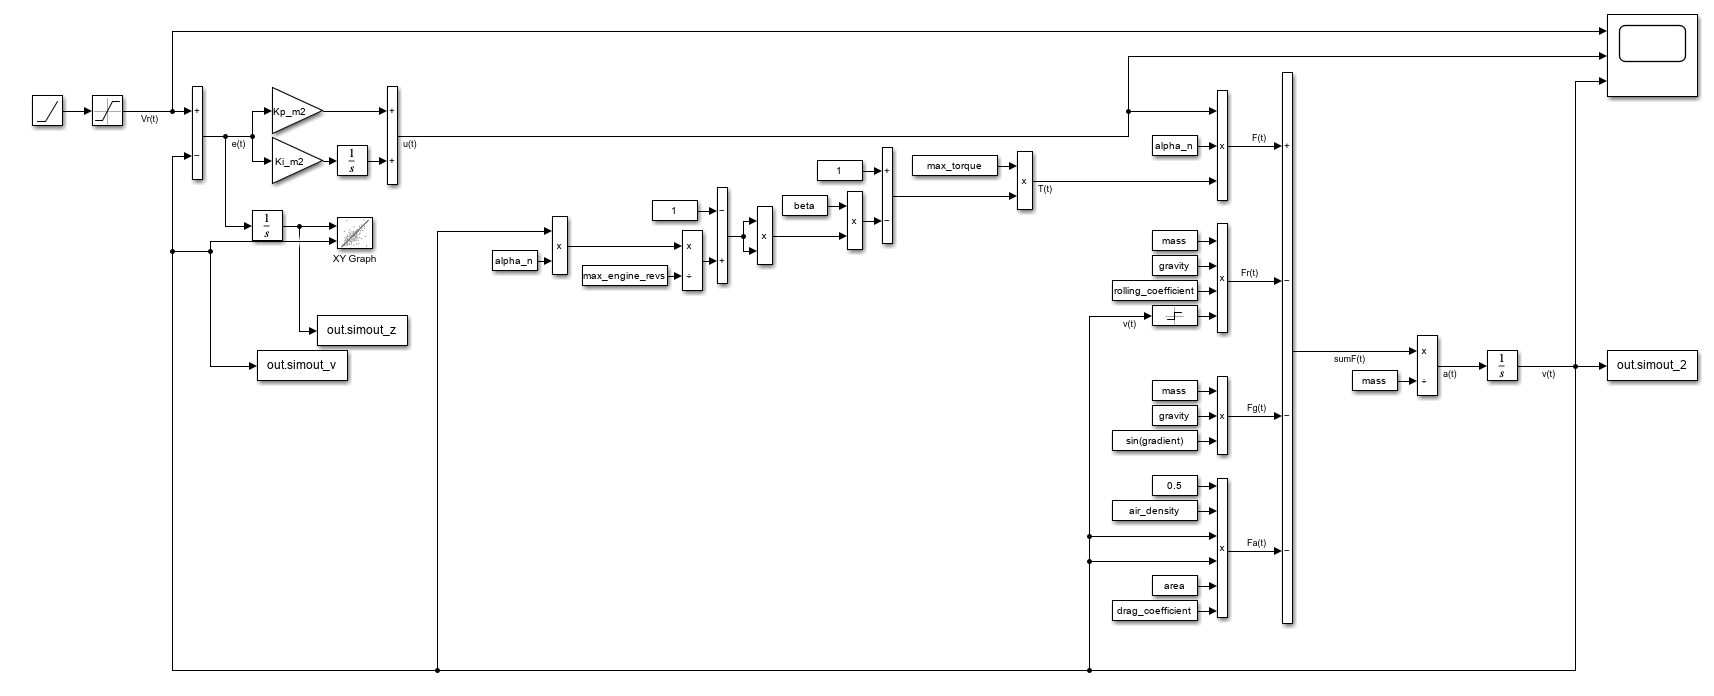 Vr(t)
+
−
e(t)
Kp_m2
Ki_m2
1
s
+
+
u(t)
1
s
XY Graph
out.simout_z
out.simout_v
alpha_n
x
max_engine_revs
x
÷
1
−
+
x
beta
x
1
+
−
max_torque
x
T(t)
alpha_n
x
F(t)
mass
gravity
rolling_coefficient
v(t)
x
Fr(t)
mass
gravity
sin(gradient)
x
Fg(t)
0.5
air_density
area
drag_coefficient
x
Fa(t)
+
−
−
−
sumF(t)
mass
x
÷
a(t)
1
s
v(t)
out.simout_2